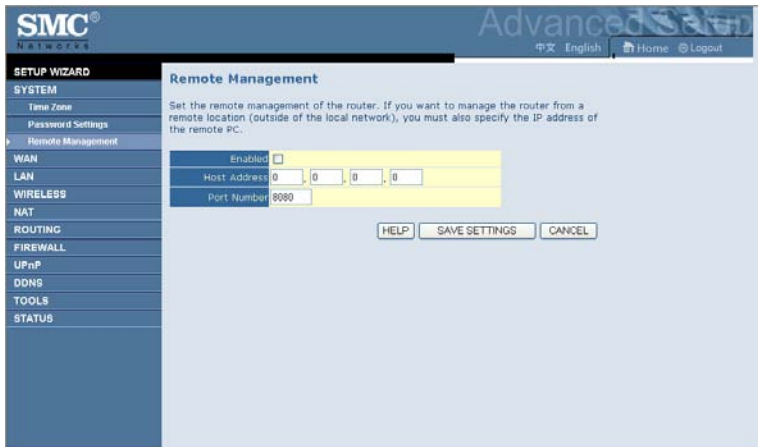 SMC®
Networks
Advanced Setup
中文 English Home Logout
SETUP WIZARD
SYSTEM
Time Zone
Password Settings
Remote Management
WAN
LAN
WIRELESS
NAT
ROUTING
FIREWALL
UPnP
DDNS
TOOLS
STATUS
Remote Management
Set the remote management of the router. If you want to manage the router from a
remote location (outside of the local network), you must also specify the IP address of
the remote PC.
Enabled
Host Address 0 . 0 . 0 . 0
Port Number 8080
HELP SAVE SETTINGS CANCEL